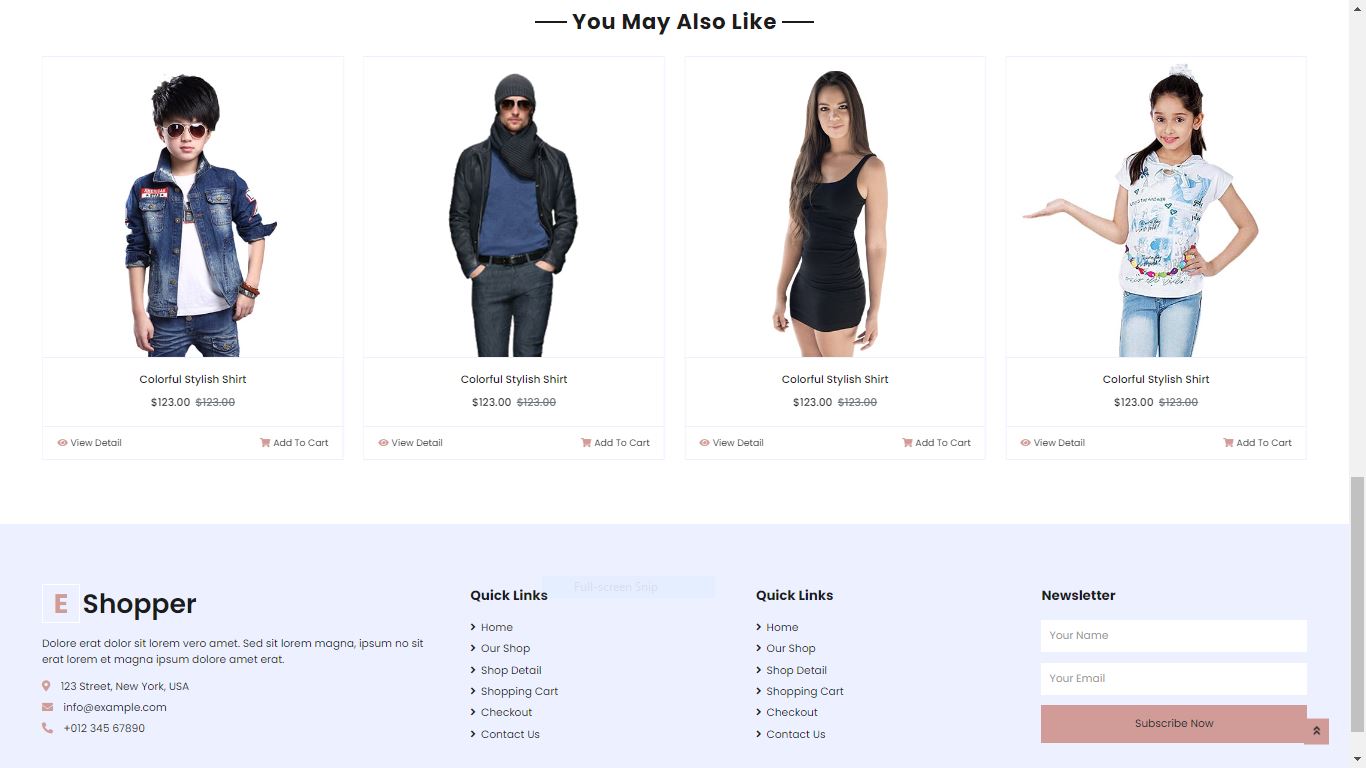 You May Also Like
Colorful Stylish Shirt
$123.00 $123.00
View Detail
Add To Cart
Colorful Stylish Shirt
$123.00 $123.00
View Detail
Add To Cart
Colorful Stylish Shirt
$123.00 $123.00
View Detail
Add To Cart
Colorful Stylish Shirt
$123.00 $123.00
View Detail
Add To Cart
E Shopper
Dolore erat dolor sit lorem vero amet. Sed sit lorem magna, ipsum no sit
erat lorem et magna ipsum dolore amet erat.
123 Street, New York, USA
info@example.com
+012 345 67890
Full-screen Snip
Quick Links
Home
Our Shop
Shop Detail
Shopping Cart
Checkout
Contact Us
Quick Links
Home
Our Shop
Shop Detail
Shopping Cart
Checkout
Contact Us
Newsletter
Your Name
Your Email
Subscribe Now